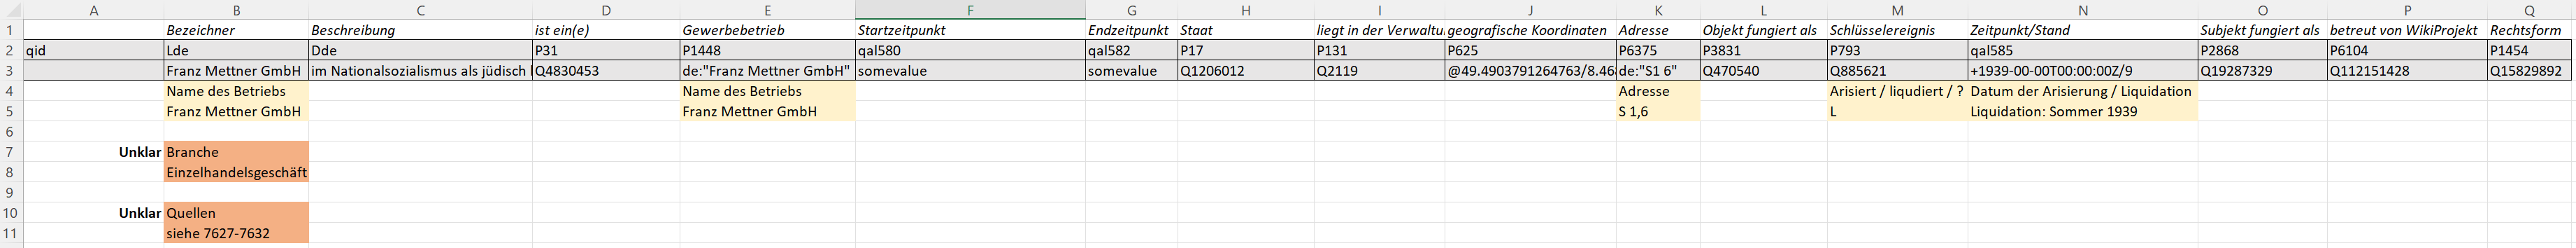 A B C D E F G H I J K L M N O P Q
1 Bezeichner Beschreibung ist ein(e) Gewerbebetrieb Startzeitpunkt Endzeitpunkt Staat liegt in der Verwaltu geografische Koordinaten Adresse Objekt fungiert als Schlüsselereignis Zeitpunkt/Stand Subjekt fungiert als betreut von WikiProjekt Rechtsform
2 qid Lde Dde P31 P1448 qal580 qal582 P17 P131 P625 P6375 P3831 P793 qal585 P2868 P6104 P1454
3 Franz Mettner GmbH im Nationalsozialismus als jüdisch Q4830453 de:"Franz Mettner GmbH" somevalue somevalue Q1206012 Q2119 @49.4903791264763/8.46 de:"S1 6" Q470540 Q885621 +1939-00-00T00:00:00Z/9 Q19287329 Q112151428 Q15829892
4 Name des Betriebs Name des Betriebs Adresse Arisiert / liqudiert / ? Datum der Arisierung / Liquidation
5 Franz Mettner GmbH Franz Mettner GmbH S 1,6 L Liquidation: Sommer 1939
6
7 Unklar Branche
8 Einzelhandelsgeschäft
9
10 Unklar Quellen
11 siehe 7627-7632